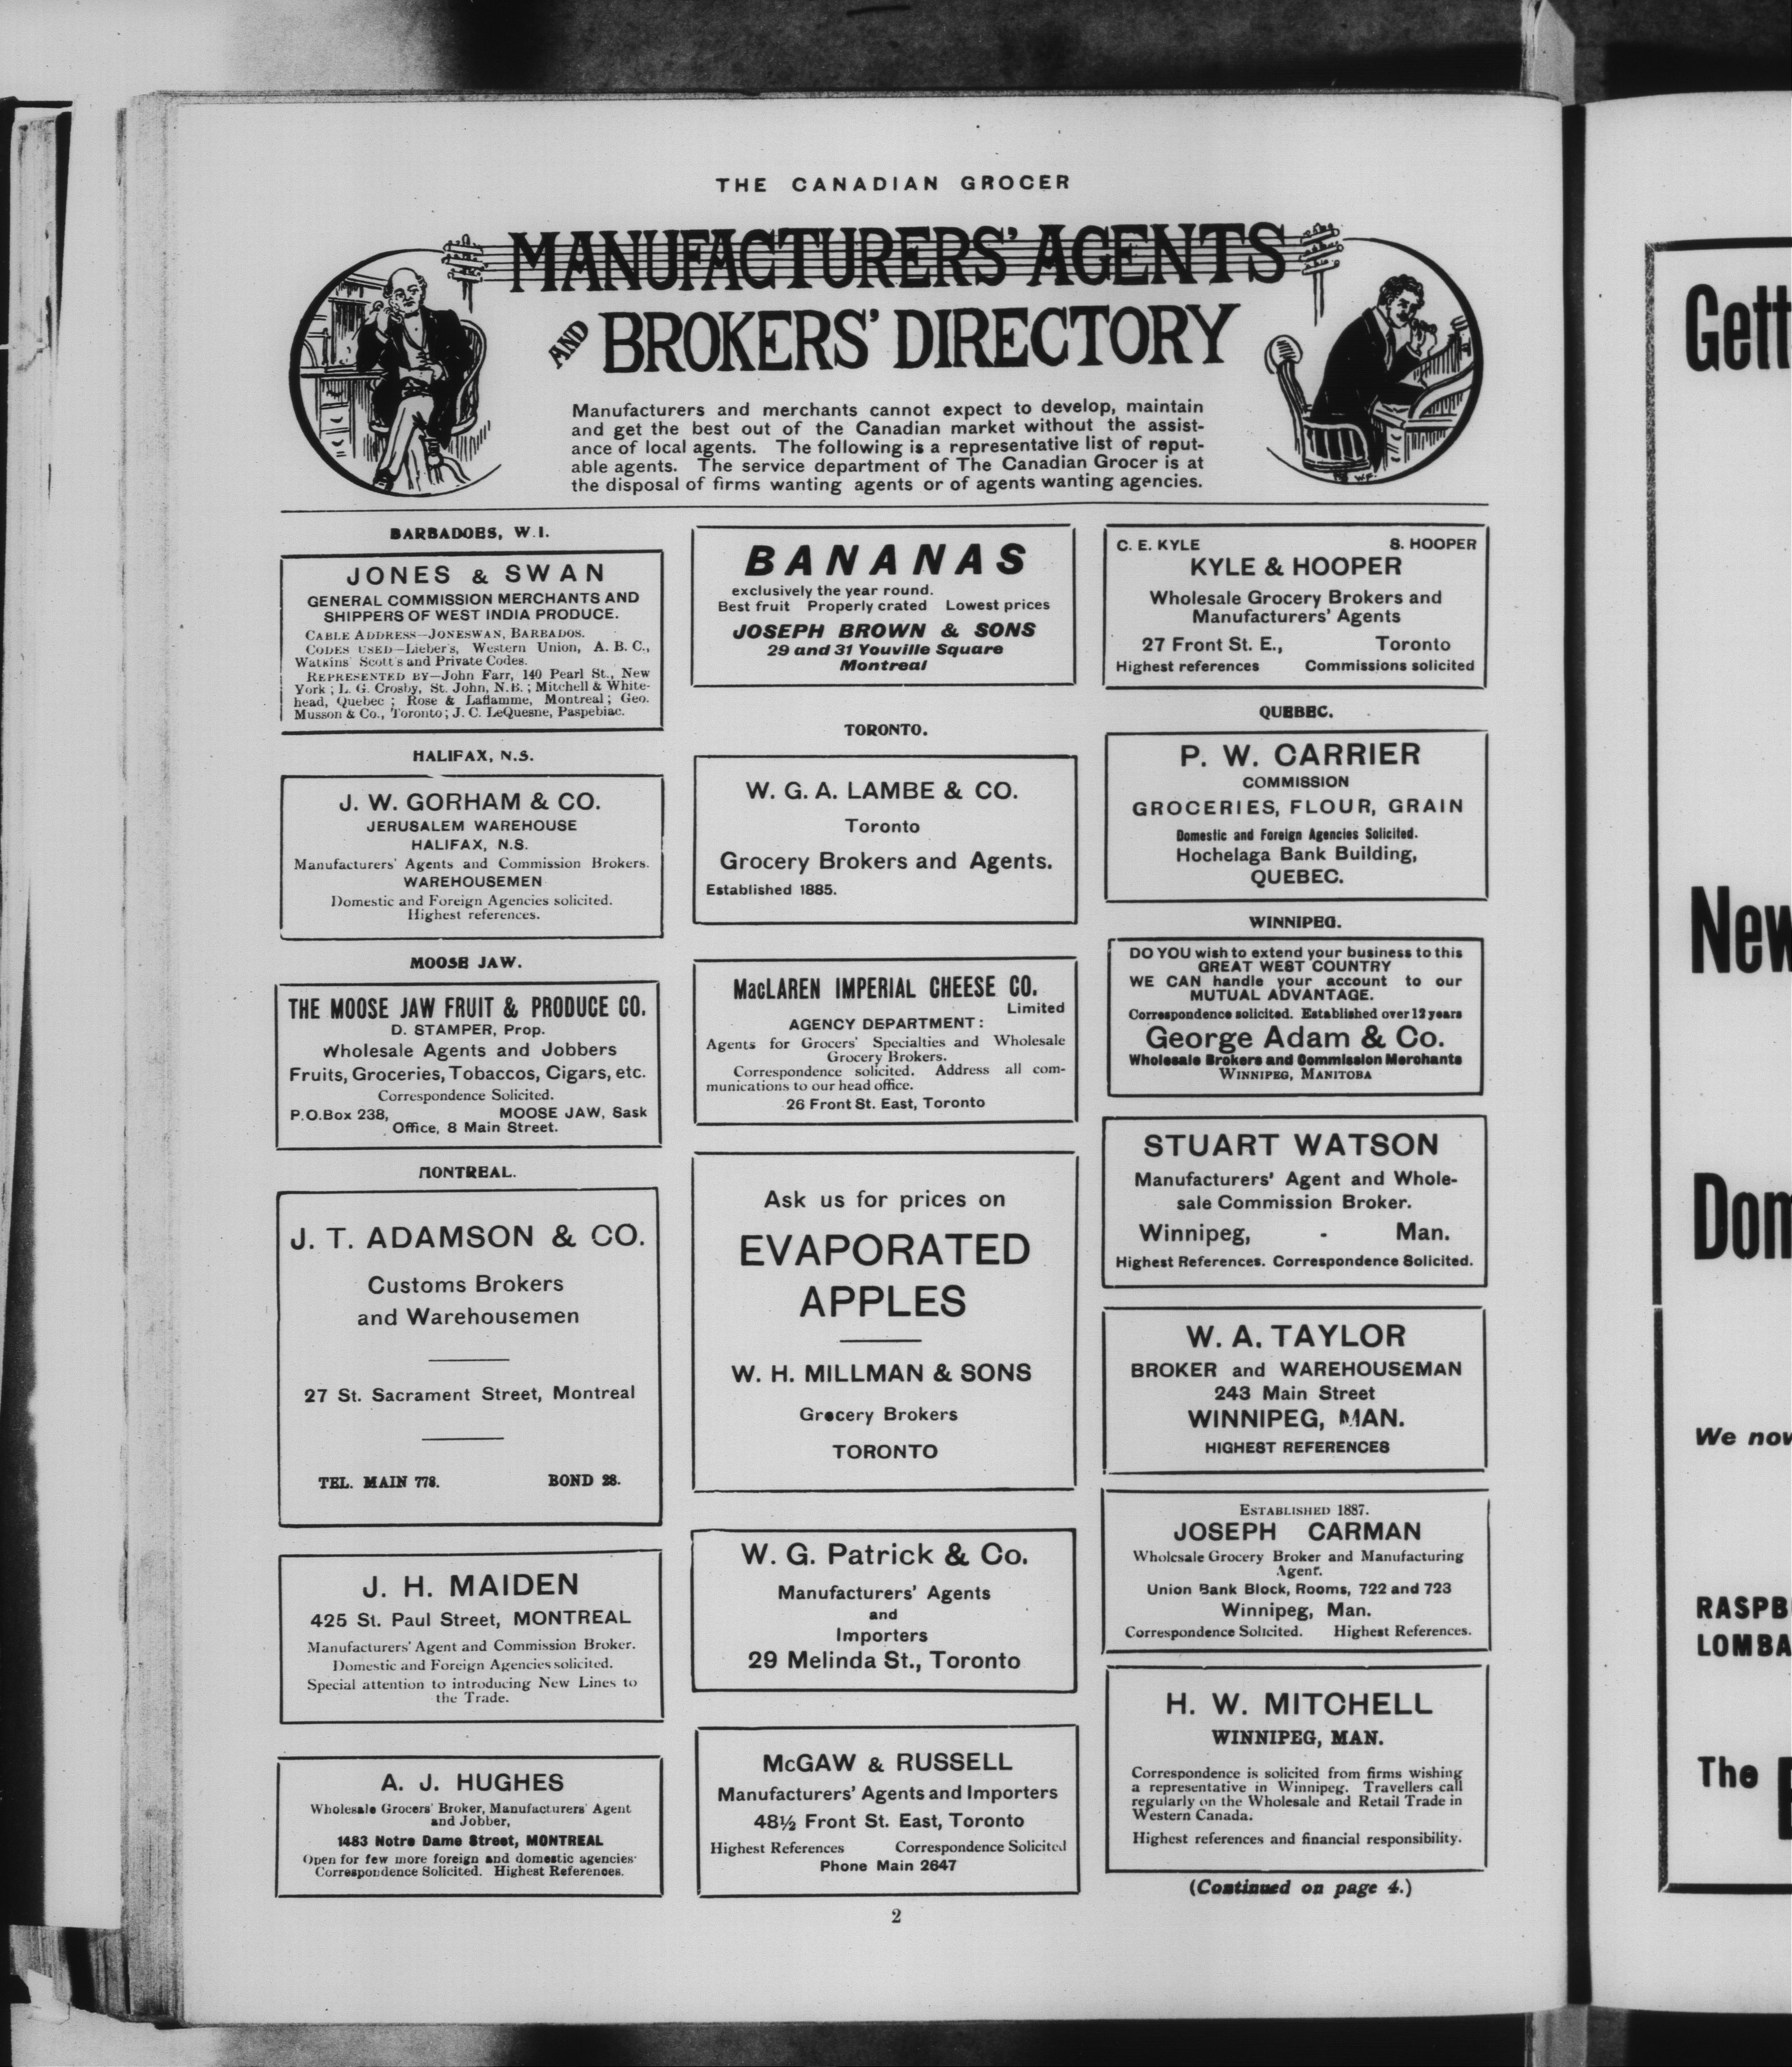 THE CANADIAN GROCER
MANUFACTURERS' AGENTS
AND BROKERS' DIRECTORY
Manufacturers and merchants cannot expect to develop, maintain
and get the best out of the Canadian market without the assist-
ance of local agents. The following is a representative list of reput-
able agents. The service department of The Canadian Grocer is at
the disposal of firms wanting agents or of agents wanting agencies.
BARBADOES, W.I.
JONES & SWAN
GENERAL COMMISSION MERCHANTS AND
SHIPPERS OF WEST INDIA PRODUCE.
CABLE ADDRESS—JONESWAN, BARBADOS.
CODES USED—Lieber's, Western Union, A. B. C.,
Watkins' Scott's and Private Codes.
REPRESENTED BY—John Farr, 140 Pearl St., New
York; L. G. Crosby, St. John, N.B.; Mitchell & White-
head, Quebec; Rose & Laflamme, Montreal; Geo.
Musson & Co., Toronto; J. C. LeQuesne, Paspebiac.
HALIFAX, N.S.
J. W. GORHAM & CO.
JERUSALEM WAREHOUSE
HALIFAX, N.S.
Manufacturers' Agents and Commission Brokers.
WAREHOUSEMEN
Domestic and Foreign Agencies solicited.
Highest references.
MOOSE JAW.
THE MOOSE JAW FRUIT & PRODUCE CO.
D. STAMPER, Prop.
Wholesale Agents and Jobbers
Fruits, Groceries, Tobaccos, Cigars, etc.
Correspondence Solicited.
P.O.Box 238, MOOSE JAW, Sask
Office, 8 Main Street.
MONTREAL.
J. T. ADAMSON & CO.
Customs Brokers
and Warehousemen
27 St. Sacrament Street, Montreal
TEL. MAIN 778. BOND 28.
J. H. MAIDEN
425 St. Paul Street, MONTREAL
Manufacturers' Agent and Commission Broker.
Domestic and Foreign Agencies solicited.
Special attention to introducing New Lines to
the Trade.
A. J. HUGHES
Wholesale Grocers' Broker, Manufacturers' Agent
and Jobber,
1483 Notre Dame Street, MONTREAL
Open for few more foreign and domestic agencies.
Correspondence Solicited. Highest References.
BANANAS
exclusively the year round.
Best fruit Properly crated Lowest prices
JOSEPH BROWN & SONS
29 and 31 Youville Square
Montreal
TORONTO.
W. G. A. LAMBE & CO.
Toronto
Grocery Brokers and Agents.
Established 1885.
MacLAREN IMPERIAL CHEESE CO.
Limited
AGENCY DEPARTMENT:
Agents for Grocers' Specialties and Wholesale
Grocery Brokers.
Correspondence solicited. Address all com-
munications to our head office.
26 Front St. East, Toronto
Ask us for prices on
EVAPORATED
APPLES
W. H. MILLMAN & SONS
Grocery Brokers
TORONTO
W. G. Patrick & Co.
Manufacturers' Agents
and
Importers
29 Melinda St., Toronto
McGAW & RUSSELL
Manufacturers' Agents and Importers
48½ Front St. East, Toronto
Highest References Correspondence Solicited
Phone Main 2647
C. E. KYLE S. HOOPER
KYLE & HOOPER
Wholesale Grocery Brokers and
Manufacturers' Agents
27 Front St. E., Toronto
Highest references Commissions solicited
QUEBEC.
P. W. CARRIER
COMMISSION
GROCERIES, FLOUR, GRAIN
Domestic and Foreign Agencies Solicited.
Hochelaga Bank Building,
QUEBEC.
WINNIPEG.
DO YOU wish to extend your business to this
GREAT WEST COUNTRY
WE CAN handle your account to our
MUTUAL ADVANTAGE.
Correspondence solicited. Established over 12 years
George Adam & Co.
Wholesale Brokers and Commission Merchants
WINNIPEG, MANITOBA
STUART WATSON
Manufacturers' Agent and Whole-
sale Commission Broker.
Winnipeg, - Man.
Highest References. Correspondence Solicited.
W. A. TAYLOR
BROKER and WAREHOUSEMAN
243 Main Street
WINNIPEG, MAN.
HIGHEST REFERENCES
ESTABLISHED 1887.
JOSEPH CARMAN
Wholesale Grocery Broker and Manufacturing
Agent.
Union Bank Block, Rooms, 722 and 723
Winnipeg, Man.
Correspondence Solicited. Highest References.
H. W. MITCHELL
WINNIPEG, MAN.
Correspondence is solicited from firms wishing
a representative in Winnipeg. Travellers call
regularly on the Wholesale and Retail Trade in
Western Canada.
Highest references and financial responsibility.
(Continued on page 4.)
2
Gett
New
Dom
We now
RASPB
LOMBA
The